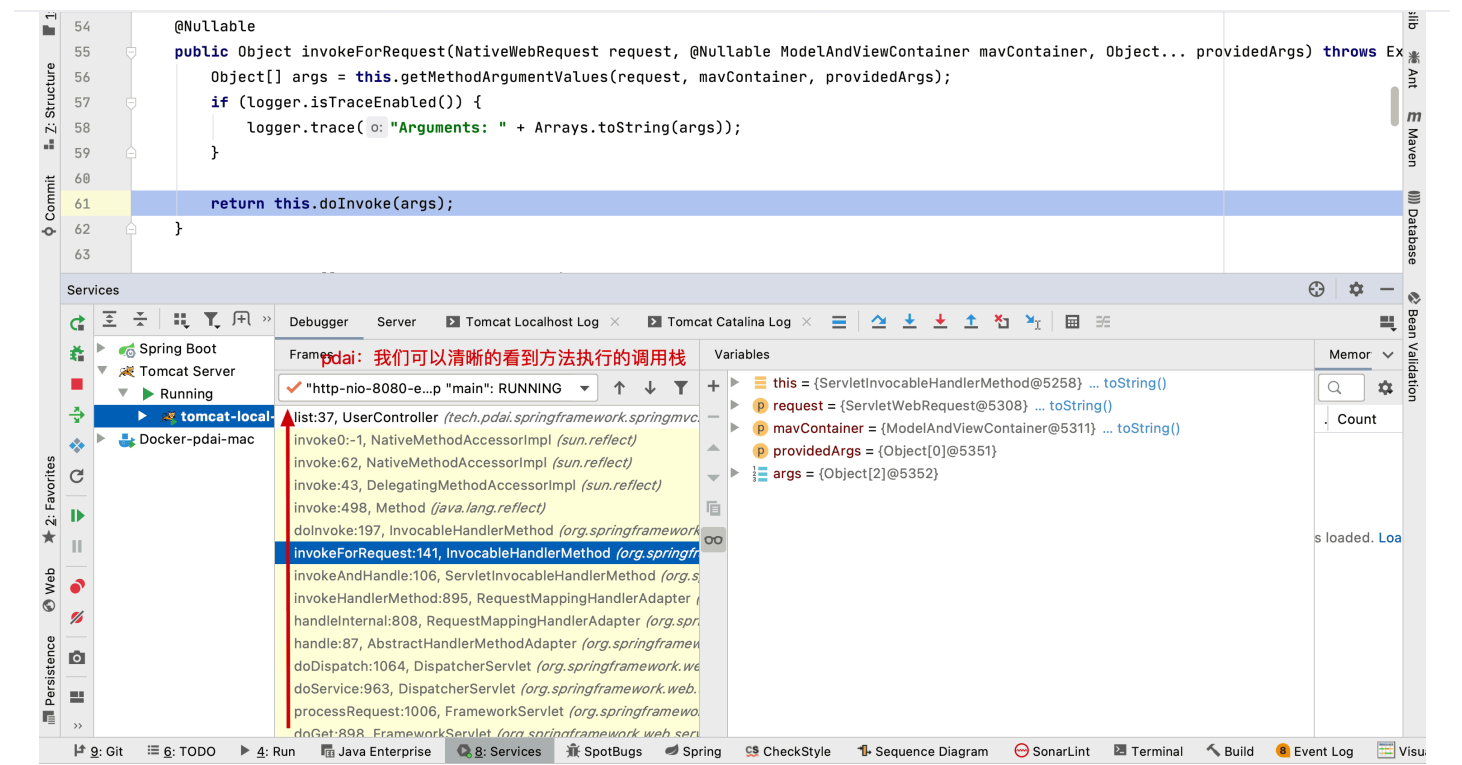 54 @Nullable
55 public Object invokeForRequest(NativeWebRequest request, @Nullable ModelAndViewContainer mavContainer, Object... providedArgs) throws Ex
56 Object[] args = this.getMethodArgumentValues(request, mavContainer, providedArgs);
57 if (logger.isTraceEnabled()) {
58 logger.trace( o: "Arguments: " + Arrays.toString(args));
59 }
60
61 return this.doInvoke(args);
62 }
63
Z: Structure
Commit
2: Favorites
Web
Persistence
Ant
Maven
Database
Bean Validation
Services
Debugger Server Tomcat Localhost Log Tomcat Catalina Log
Spring Boot
Tomcat Server
Running
tomcat-local-
Docker-pdai-mac
Frames
pdai：我们可以清晰的看到方法执行的调用栈
"http-nio-8080-e...p "main": RUNNING
list:37, UserController (tech.pdai.springframework.springmvc.
invoke0:-1, NativeMethodAccessorImpl (sun.reflect)
invoke:62, NativeMethodAccessorImpl (sun.reflect)
invoke:43, DelegatingMethodAccessorImpl (sun.reflect)
invoke:498, Method (java.lang.reflect)
doInvoke:197, InvocableHandlerMethod (org.springframework
invokeForRequest:141, InvocableHandlerMethod (org.springfr
invokeAndHandle:106, ServletInvocableHandlerMethod (org.s
invokeHandlerMethod:895, RequestMappingHandlerAdapter (
handleInternal:808, RequestMappingHandlerAdapter (org.spr
handle:87, AbstractHandlerMethodAdapter (org.springframew
doDispatch:1064, DispatcherServlet (org.springframework.we
doService:963, DispatcherServlet (org.springframework.web.
processRequest:1006, FrameworkServlet (org.springframewo
doGet:898, FrameworkServlet (org.springframework.web.serv
Variables
this = {ServletInvocableHandlerMethod@5258} ... toString()
request = {ServletWebRequest@5308} ... toString()
mavContainer = {ModelAndViewContainer@5311} ... toString()
providedArgs = {Object[0]@5351}
args = {Object[2]@5352}
Memor
Count
s loaded. Loa
9: Git 6: TODO 4: Run Java Enterprise 8: Services SpotBugs Spring CheckStyle Sequence Diagram SonarLint Terminal Build 8 Event Log Visu